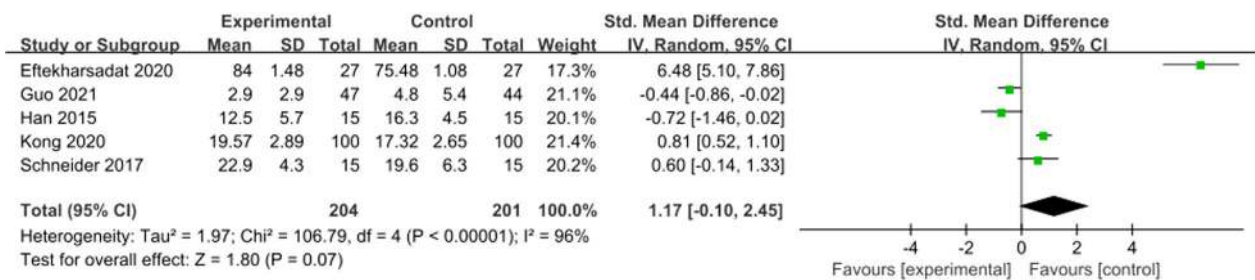 Experimental Control Std. Mean Difference Std. Mean Difference
Study or Subgroup Mean SD Total Mean SD Total Weight IV, Random, 95% CI IV, Random, 95% CI
Eftekharsadat 2020 84 1.48 27 75.48 1.08 27 17.3% 6.48 [5.10, 7.86]
Guo 2021 2.9 2.9 47 4.8 5.4 44 21.1% -0.44 [-0.86, -0.02]
Han 2015 12.5 5.7 15 16.3 4.5 15 20.1% -0.72 [-1.46, 0.02]
Kong 2020 19.57 2.89 100 17.32 2.65 100 21.4% 0.81 [0.52, 1.10]
Schneider 2017 22.9 4.3 15 19.6 6.3 15 20.2% 0.60 [-0.14, 1.33]
Total (95% CI) 204 201 100.0% 1.17 [-0.10, 2.45]
Heterogeneity: Tau² = 1.97; Chi² = 106.79, df = 4 (P < 0.00001); I² = 96%
Test for overall effect: Z = 1.80 (P = 0.07)
-4 -2 0 2 4
Favours [experimental] Favours [control]